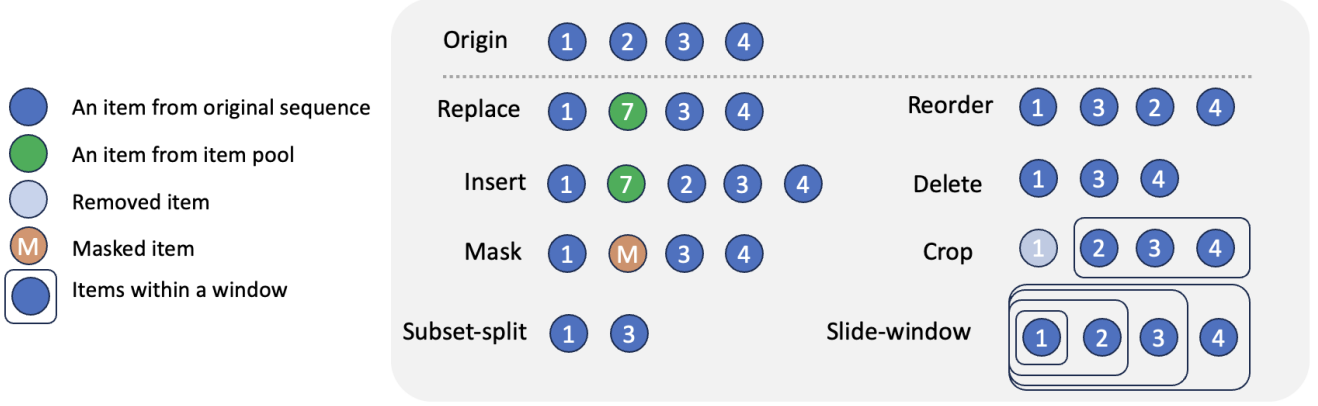 Origin 1 2 3 4
Replace 1 7 3 4
Reorder 1 3 2 4
An item from original sequence
An item from item pool
Insert 1 7 2 3 4
Delete 1 3 4
Removed item
M Masked item
Mask 1 M 3 4
Crop 1 2 3 4
Items within a window
Subset-split 1 3
Slide-window 1 2 3 4